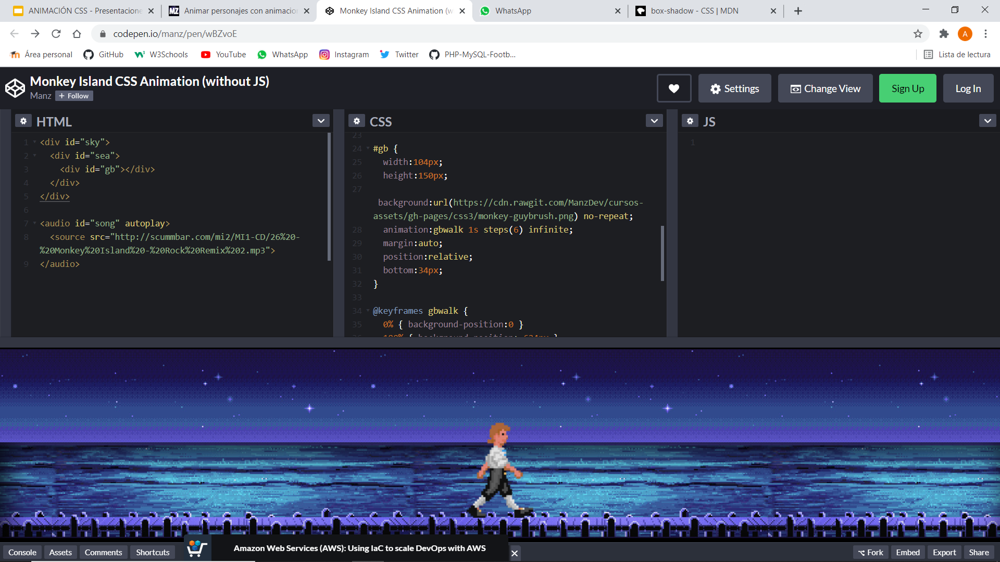 ANIMACIÓN CSS - Presentacione
Animar personajes con animacion
Monkey Island CSS Animation (w
WhatsApp
box-shadow - CSS | MDN
codepen.io/manz/pen/wBZvoE
A
Área personal
GitHub
W3Schools
YouTube
WhatsApp
Instagram
Twitter
PHP-MySQL-Footb...
Lista de lectura
Monkey Island CSS Animation (without JS)
Manz
+ Follow
Settings
Change View
Sign Up
Log In
HTML
1 <div id="sky">
2 <div id="sea">
3 <div id="gb"></div>
4 </div>
5 </div>
6
7 <audio id="song" autoplay>
8 <source src="http://scummbar.com/mi2/MI1-CD/26%20-
%20Monkey%20Island%20-%20Rock%20Remix%202.mp3">
9 </audio>
CSS
23
24 #gb {
25 width:104px;
26 height:150px;
27
background:url(https://cdn.rawgit.com/ManzDev/cursos-
assets/gh-pages/css3/monkey-guybrush.png) no-repeat;
28 animation:gbwalk 1s steps(6) infinite;
29 margin:auto;
30 position:relative;
31 bottom:34px;
32 }
33
34 @keyframes gbwalk {
35 0% { background-position:0 }
36 100% { background-position:-624px }
JS
1
Amazon Web Services (AWS): Using IaC to scale DevOps with AWS
Console
Assets
Comments
Shortcuts
Fork
Embed
Export
Share